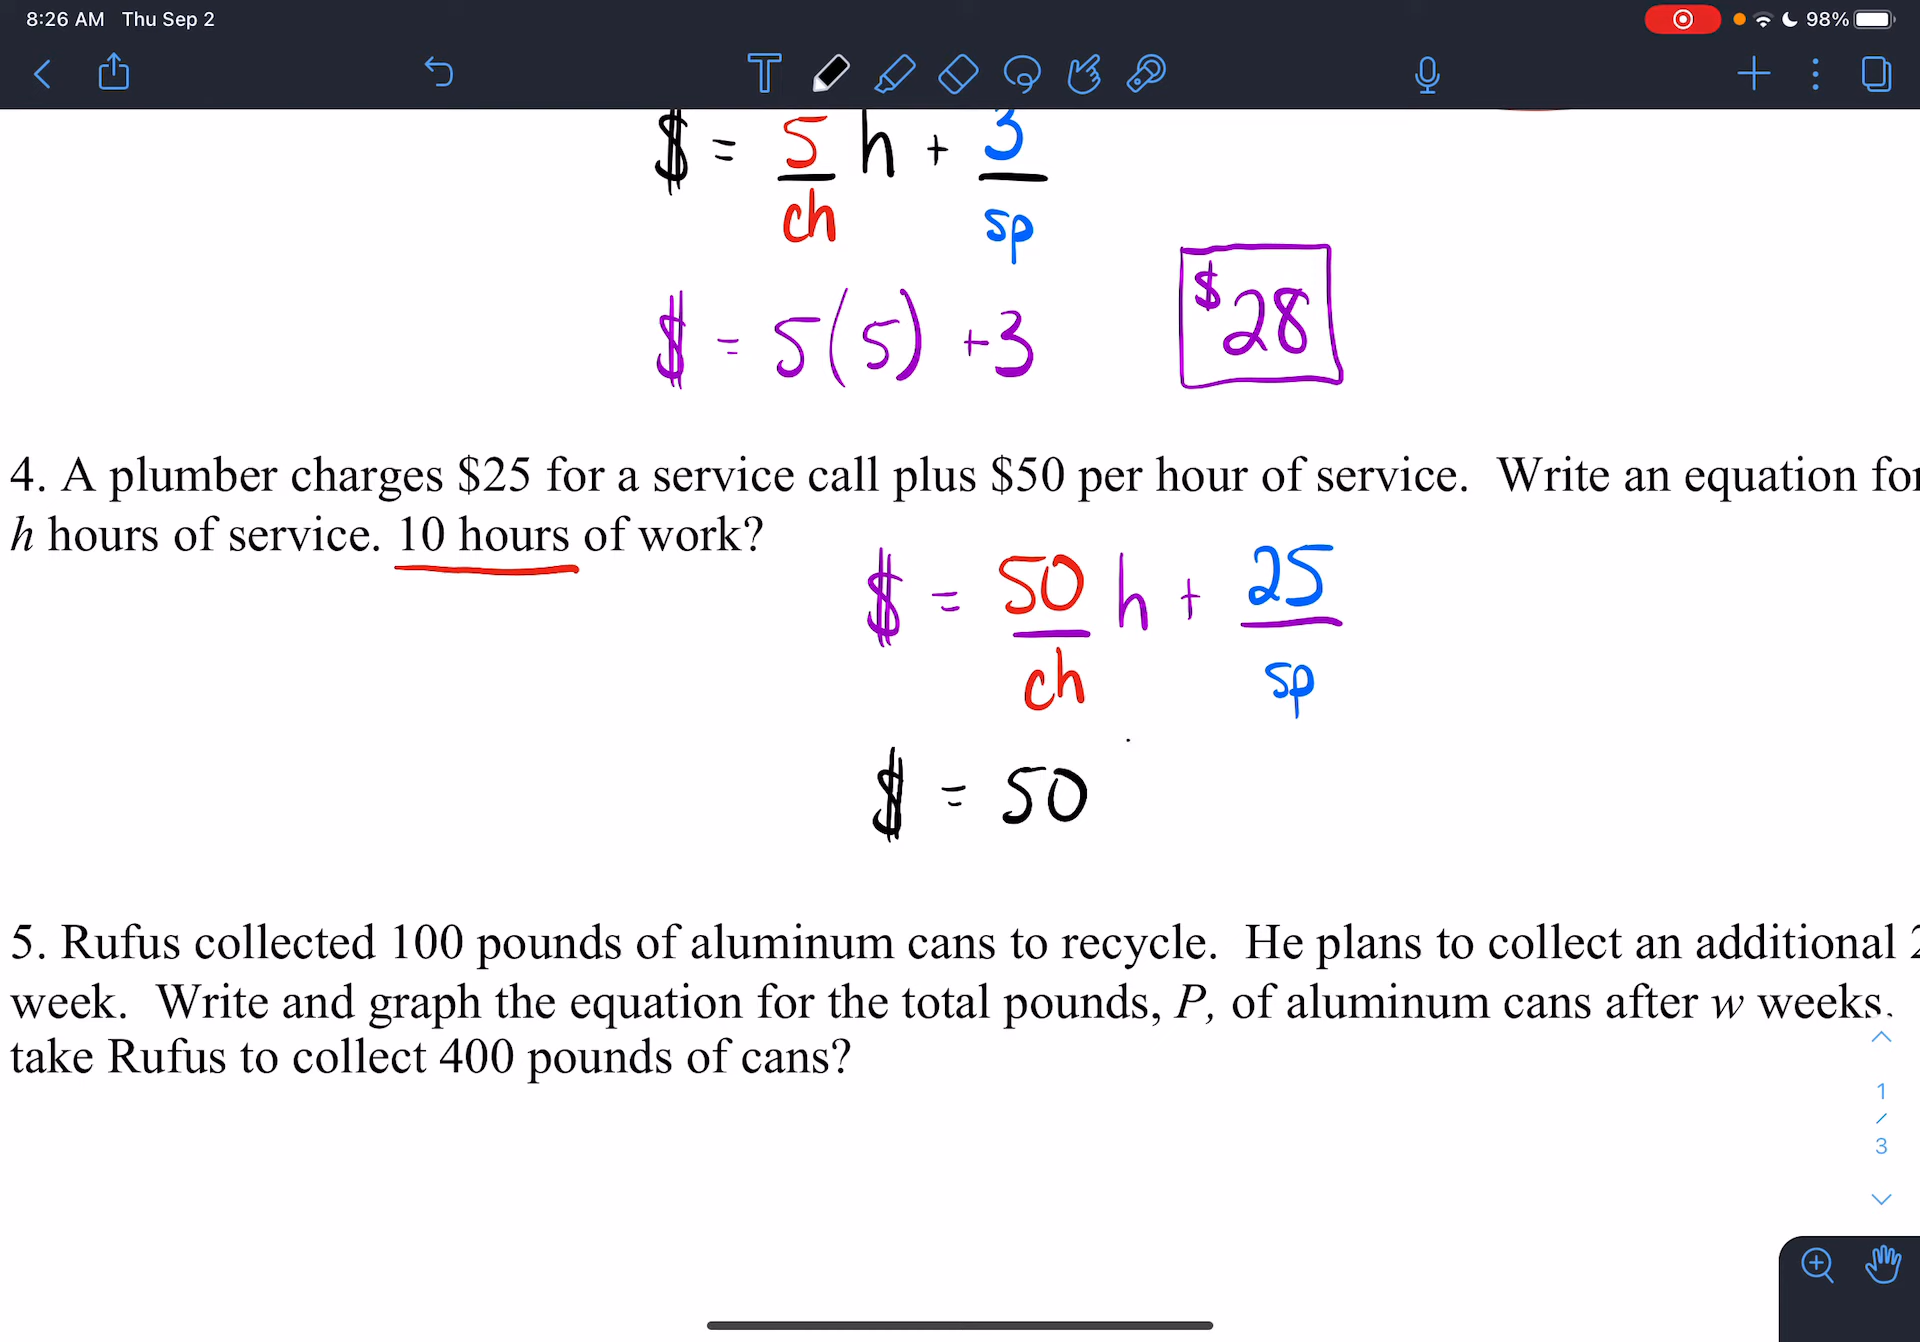 8:26 AM Thu Sep 2
98%
$ = 5 h + 3
ch sp
$ = 5(5) +3
$28
4. A plumber charges $25 for a service call plus $50 per hour of service. Write an equation for
h hours of service. 10 hours of work?
$ = 50 h + 25
ch sp
$ = 50
5. Rufus collected 100 pounds of aluminum cans to recycle. He plans to collect an additional 2
week. Write and graph the equation for the total pounds, P, of aluminum cans after w weeks.
take Rufus to collect 400 pounds of cans?
1
/
3